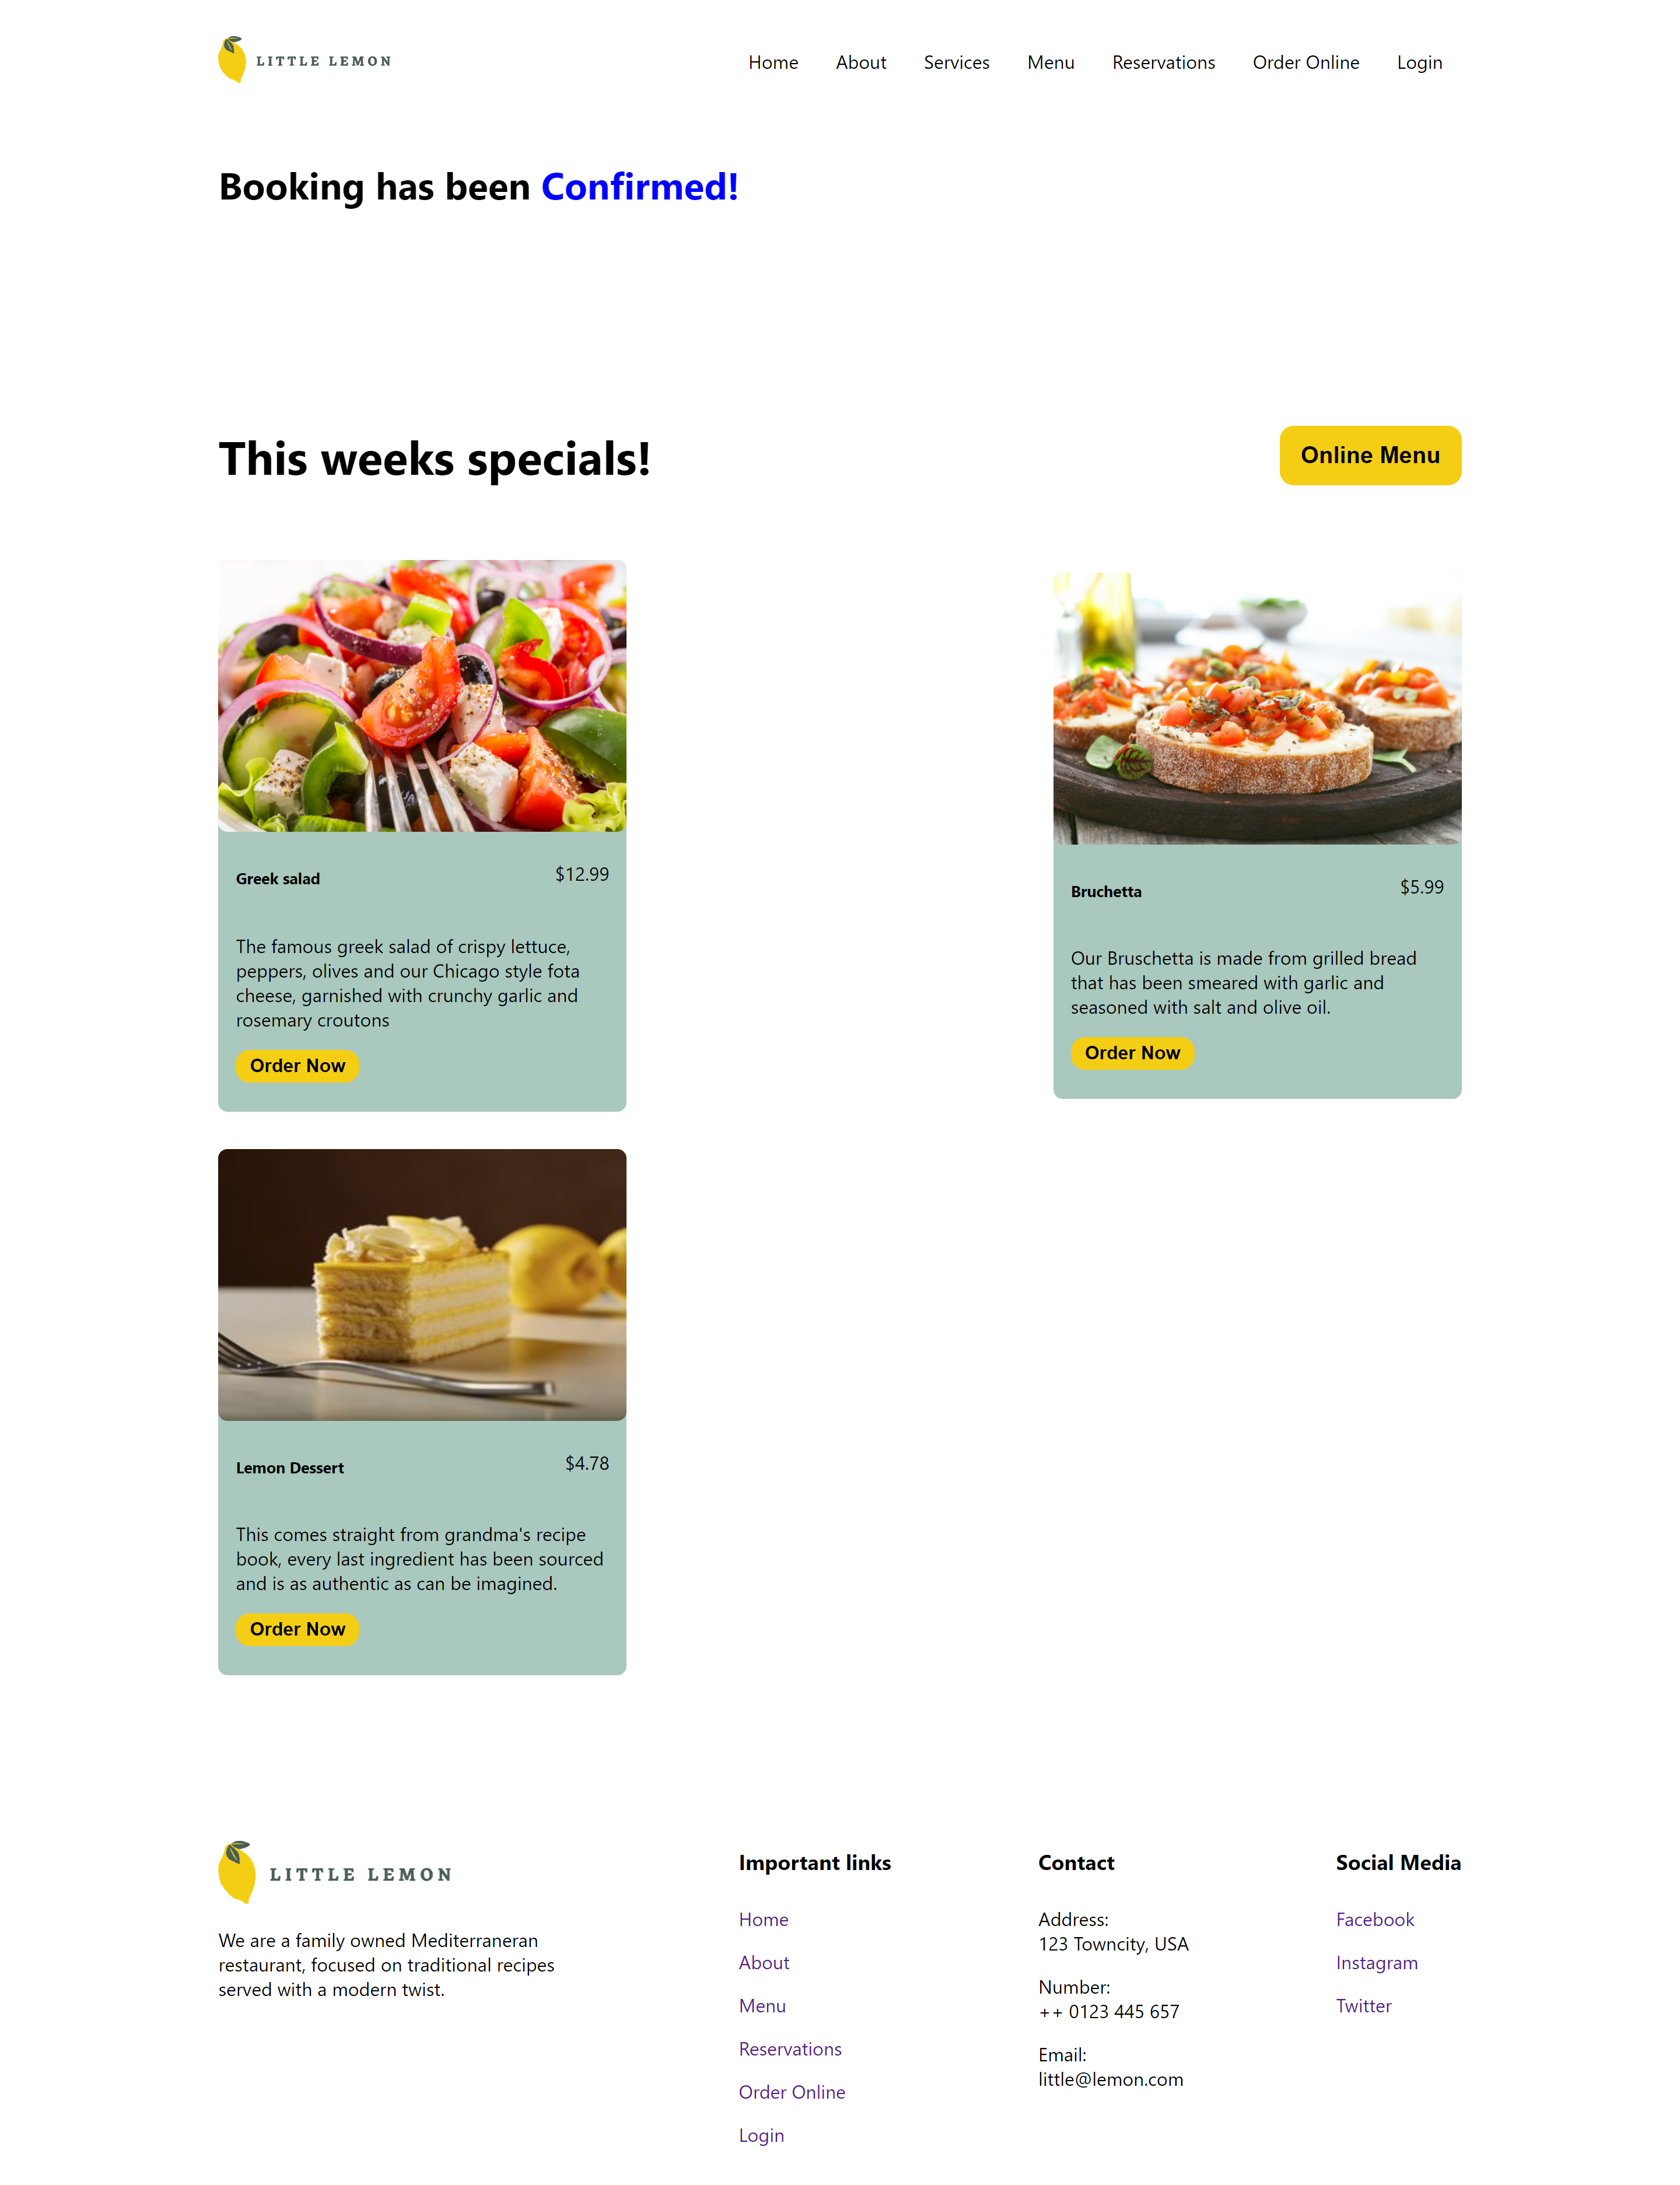 LITTLE LEMON
Home About Services Menu Reservations Order Online Login
Booking has been Confirmed!
This weeks specials!
Online Menu
Greek salad
$12.99
The famous greek salad of crispy lettuce,
peppers, olives and our Chicago style fota
cheese, garnished with crunchy garlic and
rosemary croutons
Order Now
Bruchetta
$5.99
Our Bruschetta is made from grilled bread
that has been smeared with garlic and
seasoned with salt and olive oil.
Order Now
Lemon Dessert
$4.78
This comes straight from grandma's recipe
book, every last ingredient has been sourced
and is as authentic as can be imagined.
Order Now
LITTLE LEMON
We are a family owned Mediterraneran
restaurant, focused on traditional recipes
served with a modern twist.
Important links
Home
About
Menu
Reservations
Order Online
Login
Contact
Address:
123 Towncity, USA
Number:
++ 0123 445 657
Email:
little@lemon.com
Social Media
Facebook
Instagram
Twitter